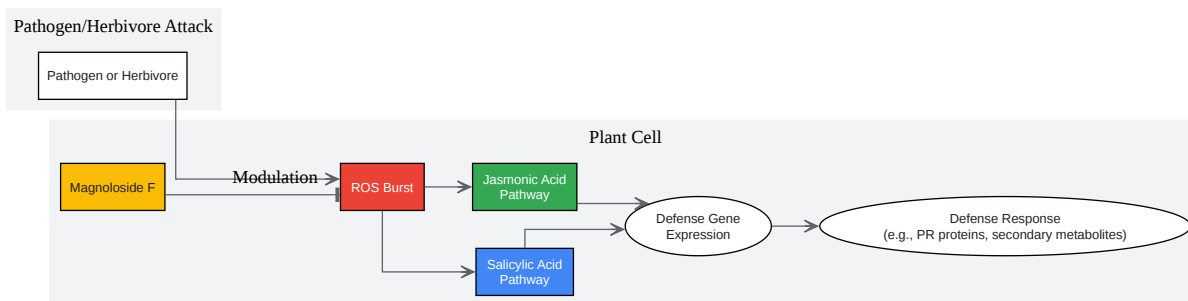 Pathogen/Herbivore Attack
Pathogen or Herbivore
Plant Cell
Magnoloside F
Modulation
ROS Burst
Jasmonic Acid
Pathway
Salicylic Acid
Pathway
Defense Gene
Expression
Defense Response
(e.g., PR proteins, secondary metabolites)